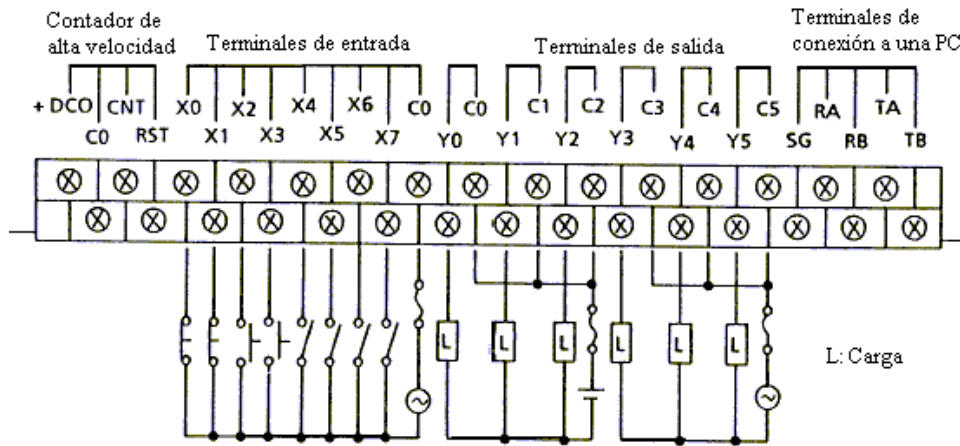 Contador de
alta velocidad
Terminales de entrada
Terminales de salida
Terminales de
conexión a una PC
+ DCO CNT X0 X2 X4 X6 C0 C0 C1 C2 C3 C4 C5 RA TA
C0 RST X1 X3 X5 X7 Y0 Y1 Y2 Y3 Y4 Y5 SG RB TB
L L L L L L
L: Carga